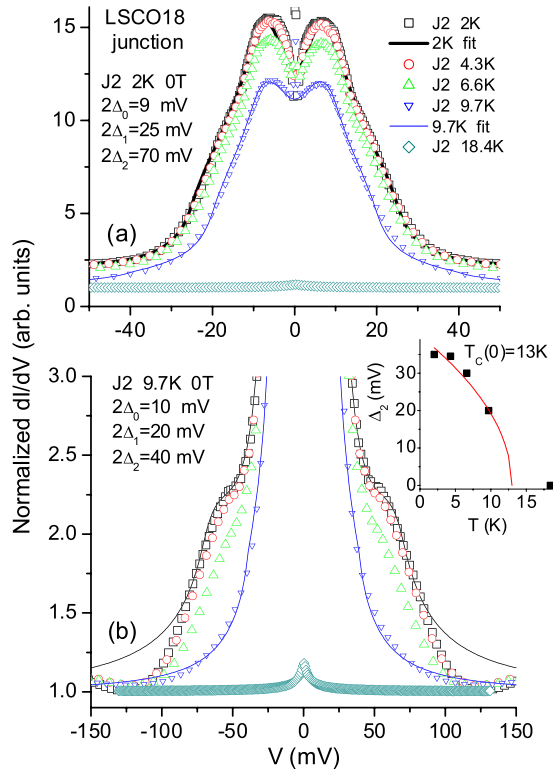 LSCO18
junction
J2 2K 0T
2Δ₀=9 mV
2Δ₁=25 mV
2Δ₂=70 mV
J2 2K
2K fit
J2 4.3K
J2 6.6K
J2 9.7K
9.7K fit
J2 18.4K
(a)
15
10
5
0
-40 -20 0 20 40
Normalized dI/dV (arb. units)
J2 9.7K 0T
2Δ₀=10 mV
2Δ₁=20 mV
2Δ₂=40 mV
(b)
3.0
2.5
2.0
1.5
1.0
-150 -100 -50 0 50 100 150
V (mV)
T_C(0)=13K
Δ₂ (mV)
30
20
10
0
0 5 10 15
T (K)